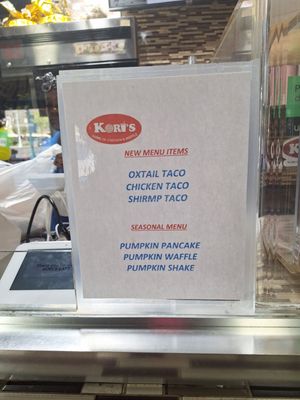 KORI'S
NEW MENU ITEMS
OXTAIL TACO
CHICKEN TACO
SHIRMP TACO
SEASONAL MENU
PUMPKIN PANCAKE
PUMPKIN WAFFLE
PUMPKIN SHAKE